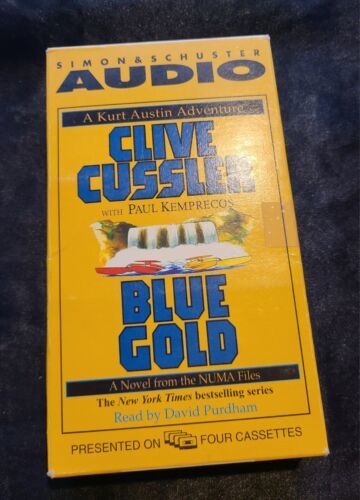 SIMON & SCHUSTER
AUDIO
A Kurt Austin Adventure
CLIVE
CUSSLER
WITH PAUL KEMPRECOS
BLUE
GOLD
A Novel from the NUMA Files
The New York Times bestselling series
Read by David Purdham
PRESENTED ON FOUR CASSETTES